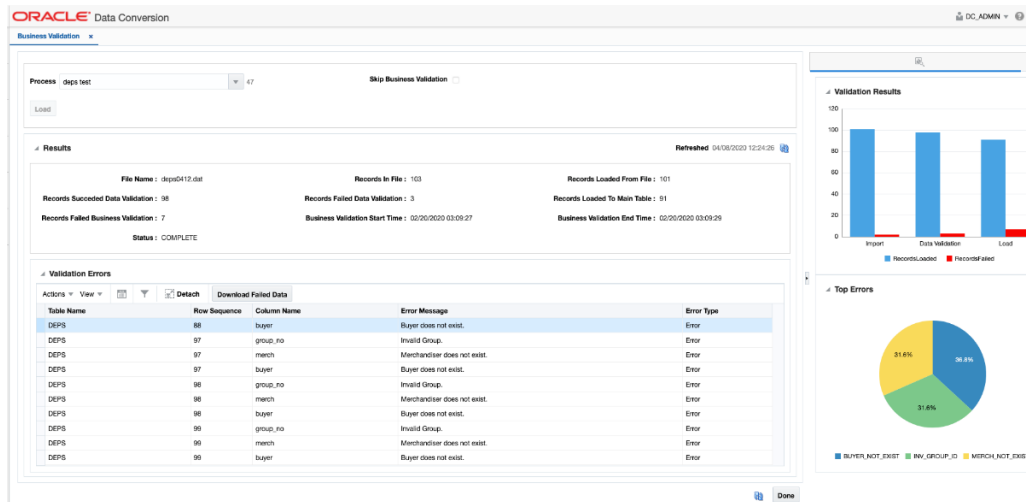 ORACLE Data Conversion
DC_ADMIN
Business Validation x
Process deps test 47
Skip Business Validation
Load
Results
Refreshed 04/08/2020 12:24:26
File Name : deps0412.dat
Records In File : 103
Records Loaded From File : 101
Records Succeded Data Validation : 98
Records Failed Data Validation : 3
Records Loaded To Main Table : 91
Records Failed Business Validation : 7
Business Validation Start Time : 02/20/2020 03:09:27
Business Validation End Time : 02/20/2020 03:09:29
Status : COMPLETE
Validation Errors
Actions View Detach Download Failed Data
Table Name Row Sequence Column Name Error Message Error Type
DEPS 88 buyer Buyer does not exist. Error
DEPS 97 group_no Invalid Group. Error
DEPS 97 merch Merchandiser does not exist. Error
DEPS 97 buyer Buyer does not exist. Error
DEPS 98 group_no Invalid Group. Error
DEPS 98 merch Merchandiser does not exist. Error
DEPS 98 buyer Buyer does not exist. Error
DEPS 99 group_no Invalid Group. Error
DEPS 99 merch Merchandiser does not exist. Error
DEPS 99 buyer Buyer does not exist. Error
Done
Validation Results
120
100
80
60
40
20
0
Import Data Validation Load
RecordsLoaded RecordsFailed
Top Errors
31.6%
36.8%
31.6%
BUYER_NOT_EXIST INV_GROUP_ID MERCH_NOT_EXIS